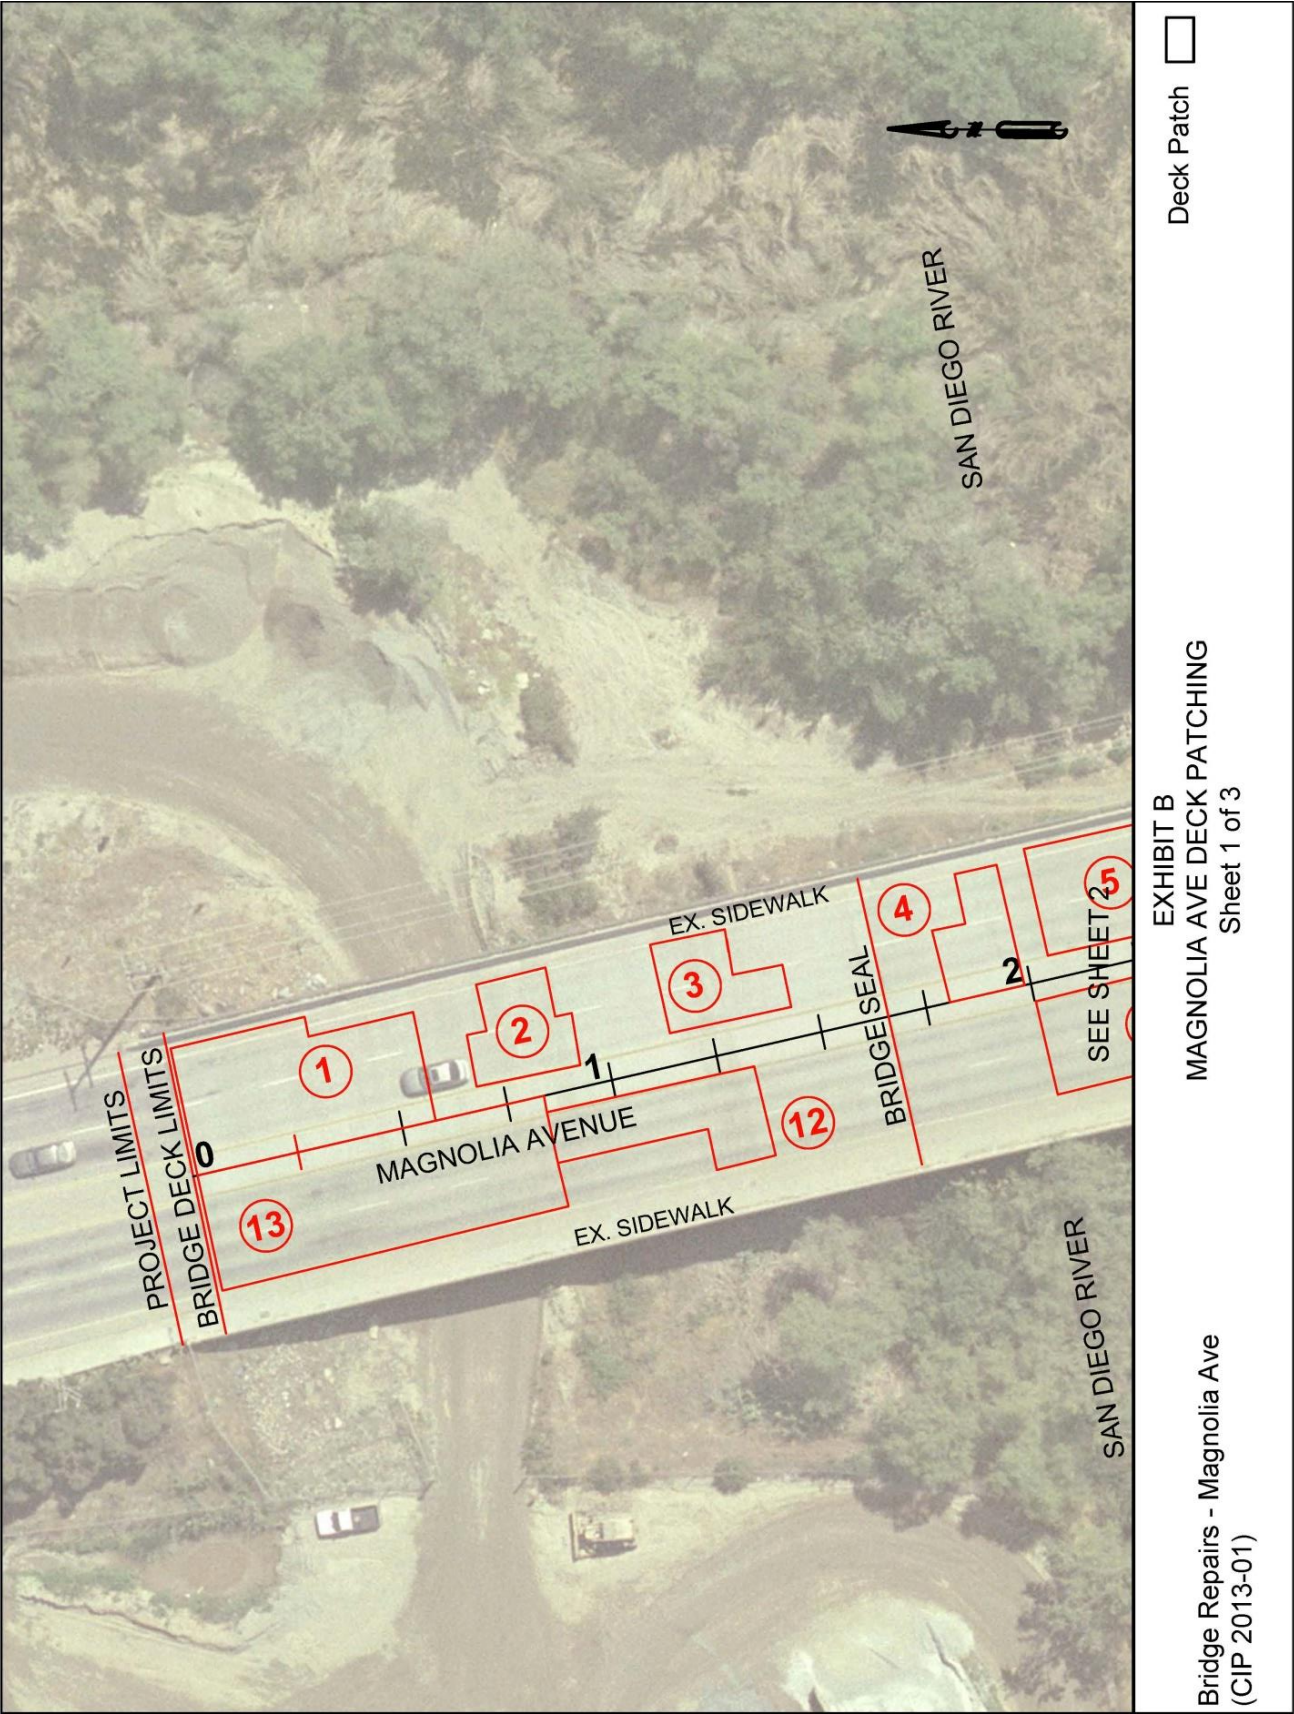 PROJECT LIMITS
BRIDGE DECK LIMITS
0
1
13
MAGNOLIA AVENUE
2
1
EX. SIDEWALK
EX. SIDEWALK
3
12
BRIDGE SEAL
4
2
5
SEE SHEET 2
SAN DIEGO RIVER
SAN DIEGO RIVER
N
Bridge Repairs - Magnolia Ave
(CIP 2013-01)
EXHIBIT B
MAGNOLIA AVE DECK PATCHING
Sheet 1 of 3
Deck Patch